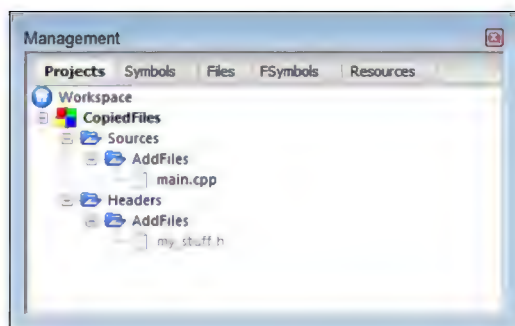 Management
Projects Symbols Files FSymbols Resources
Workspace
CopiedFiles
Sources
AddFiles
main.cpp
Headers
AddFiles
my_stuff.h